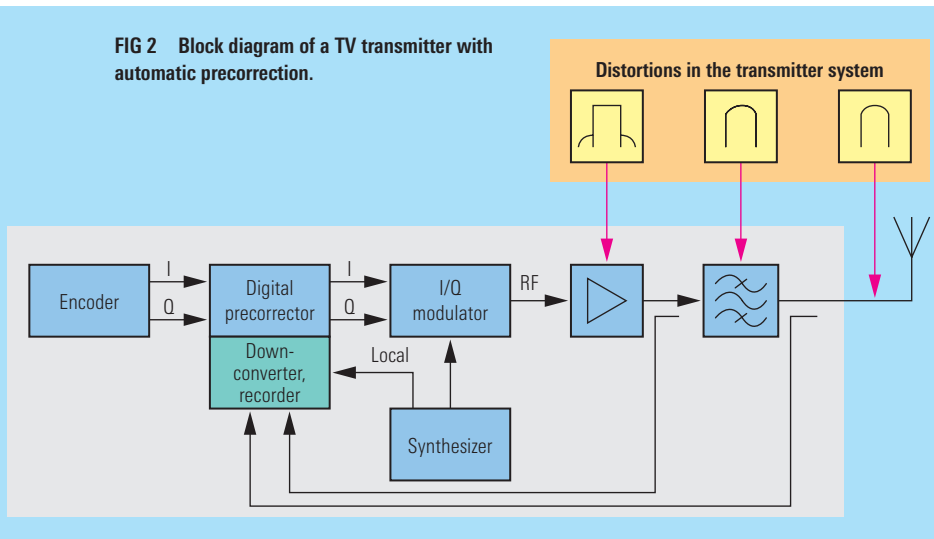 FIG 2 Block diagram of a TV transmitter with
automatic precorrection.
Distortions in the transmitter system
Encoder
I
Q
Digital
precorrector
I
Q
I/Q
modulator
RF
Down-
converter,
recorder
Local
Synthesizer